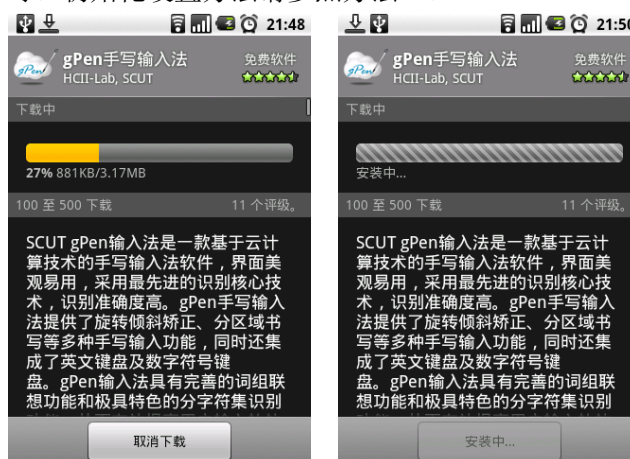 21:48
gPen手写输入法
免费软件
HCII-Lab, SCUT
下载中
27% 881KB/3.17MB
100 至 500 下载
11 个评级。
SCUT gPen输入法是一款基于云计
算技术的手写输入法软件，界面美
观易用，采用最先进的识别核心技
术，识别准确度高。gPen手写输入
法提供了旋转倾斜矫正、分区域书
写等多种手写输入功能，同时还集
成了英文键盘及数字符号键
盘。gPen输入法具有完善的词组联
想功能和极具特色的分字符集识别
取消下载
21:50
gPen手写输入法
免费软件
HCII-Lab, SCUT
下载中
安装中...
100 至 500 下载
11 个评级。
SCUT gPen输入法是一款基于云计
算技术的手写输入法软件，界面美
观易用，采用最先进的识别核心技
术，识别准确度高。gPen手写输入
法提供了旋转倾斜矫正、分区域书
写等多种手写输入功能，同时还集
成了英文键盘及数字符号键
盘。gPen输入法具有完善的词组联
想功能和极具特色的分字符集识别
安装中...